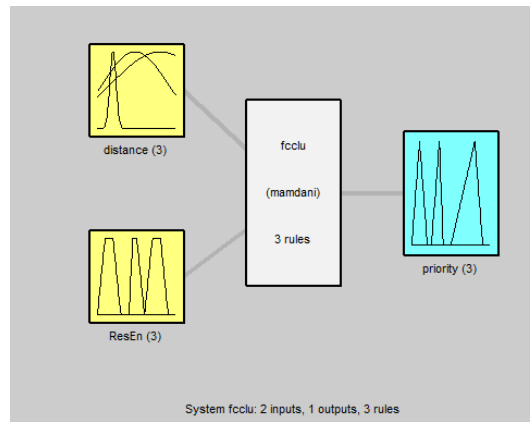 distance (3)
fcclu
(mamdani)
3 rules
ResEn (3)
priority (3)
System fcclu: 2 inputs, 1 outputs, 3 rules